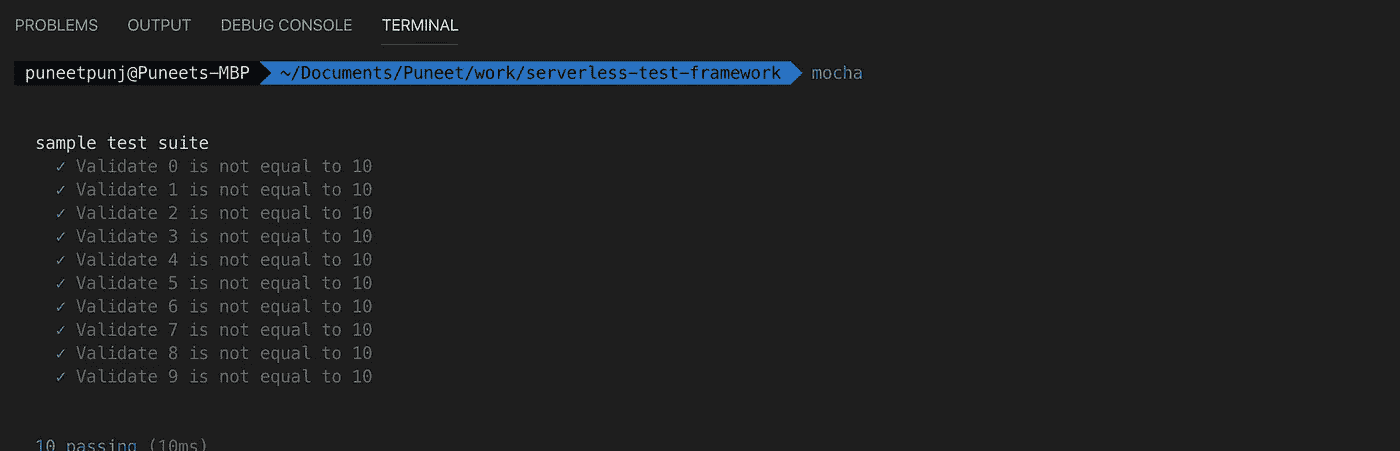 PROBLEMS OUTPUT DEBUG CONSOLE TERMINAL
puneetpunj@Puneets-MBP ~/Documents/Puneet/work/serverless-test-framework mocha
sample test suite
✓ Validate 0 is not equal to 10
✓ Validate 1 is not equal to 10
✓ Validate 2 is not equal to 10
✓ Validate 3 is not equal to 10
✓ Validate 4 is not equal to 10
✓ Validate 5 is not equal to 10
✓ Validate 6 is not equal to 10
✓ Validate 7 is not equal to 10
✓ Validate 8 is not equal to 10
✓ Validate 9 is not equal to 10
10 passing (10ms)